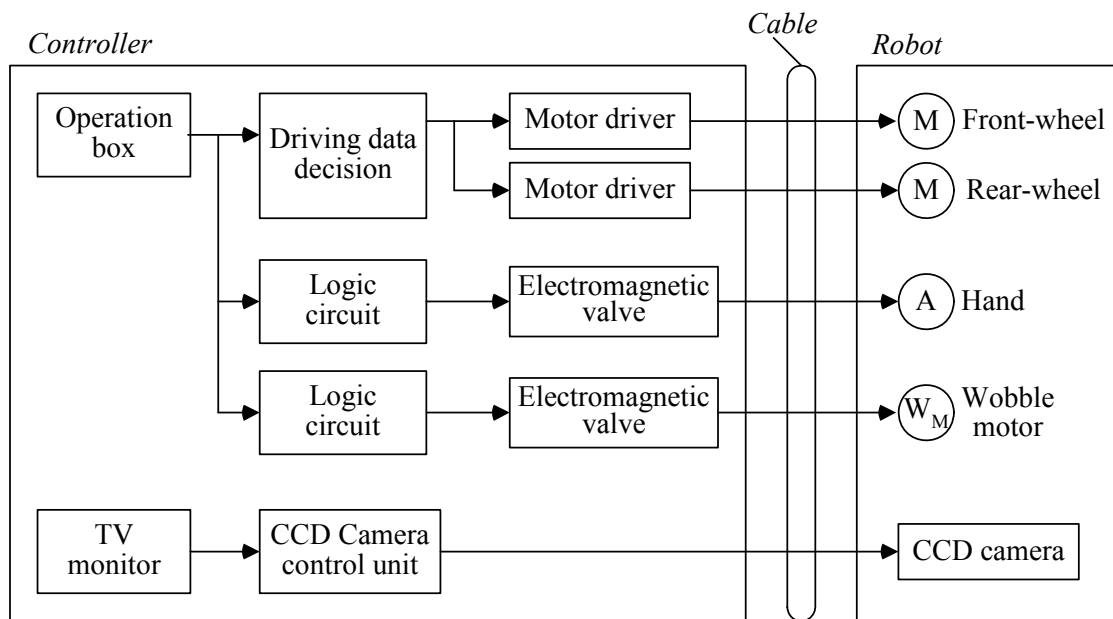 Controller
Cable
Robot
Operation
box
Driving data
decision
Motor driver
M
Front-wheel
Motor driver
M
Rear-wheel
Logic
circuit
Electromagnetic
valve
A
Hand
Logic
circuit
Electromagnetic
valve
WM
Wobble
motor
TV
monitor
CCD Camera
control unit
CCD camera